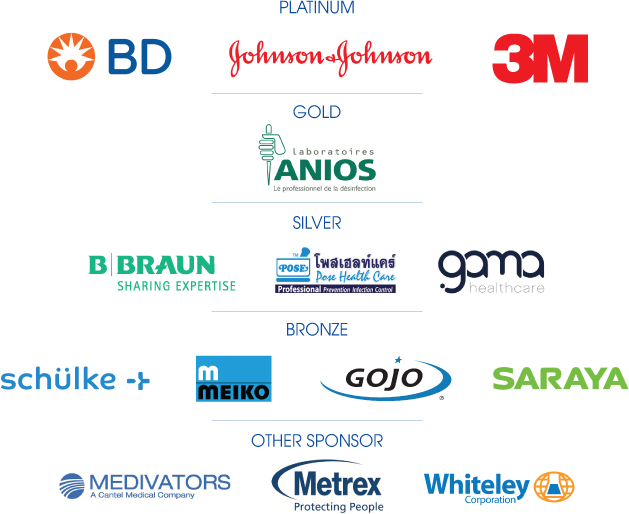 PLATINUM
BD
Johnson & Johnson
3M
GOLD
laboratoires
ANIOS
Le professionnel de la désinfection
SILVER
B|BRAUN
SHARING EXPERTISE
TM
POSE
โพสเฮลท์แคร์
Pose Health Care
Professional Prevention Infection Control
gama
healthcare
BRONZE
schülke
m
MEIKO
GOJO
®
SARAYA
OTHER SPONSOR
MEDIVATORS
A Cantel Medical Company
Metrex
Protecting People
Whiteley
Corporation